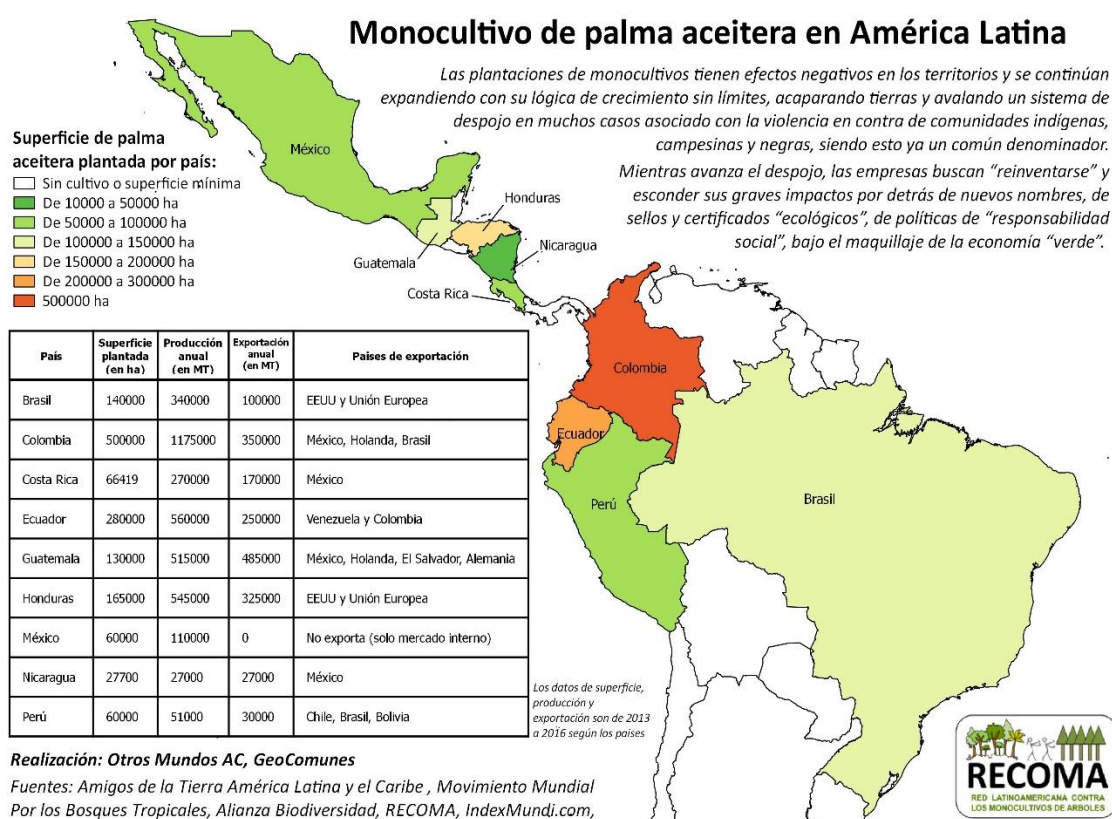 Monocultivo de palma aceitera en América Latina
Las plantaciones de monocultivos tienen efectos negativos en los territorios y se continúan
expandiendo con su lógica de crecimiento sin límites, acaparando tierras y avalando un sistema de
despojo en muchos casos asociado con la violencia en contra de comunidades indígenas,
campesinas y negras, siendo esto ya un común denominador.
Mientras avanza el despojo, las empresas buscan “reinventarse” y
esconder sus graves impactos por detrás de nuevos nombres, de
sellos y certificados “ecológicos”, de políticas de “responsabilidad
social”, bajo el maquillaje de la economía “verde”.
Superficie de palma
aceitera plantada por país:
Sin cultivo o superficie mínima
De 10000 a 50000 ha
De 50000 a 100000 ha
De 100000 a 150000 ha
De 150000 a 200000 ha
De 200000 a 300000 ha
500000 ha
México
Honduras
Nicaragua
Guatemala
Costa Rica
Colombia
Ecuador
Perú
Brasil
País Superficie plantada (en ha) Producción anual (en MT) Exportación anual (en MT) Paises de exportación
Brasil 140000 340000 100000 EEUU y Unión Europea
Colombia 500000 1175000 350000 México, Holanda, Brasil
Costa Rica 66419 270000 170000 México
Ecuador 280000 560000 250000 Venezuela y Colombia
Guatemala 130000 515000 485000 México, Holanda, El Salvador, Alemania
Honduras 165000 545000 325000 EEUU y Unión Europea
México 60000 110000 0 No exporta (solo mercado interno)
Nicaragua 27700 27000 27000 México
Perú 60000 51000 30000 Chile, Brasil, Bolivia
Los datos de superficie,
producción y
exportación son de 2013
a 2016 según los paises
Realización: Otros Mundos AC, GeoComunes
Fuentes: Amigos de la Tierra América Latina y el Caribe , Movimiento Mundial
Por los Bosques Tropicales, Alianza Biodiversidad, RECOMA, IndexMundi.com,
RECOMA
RED LATINOAMERICANA CONTRA
LOS MONOCULTIVOS DE ARBOLES